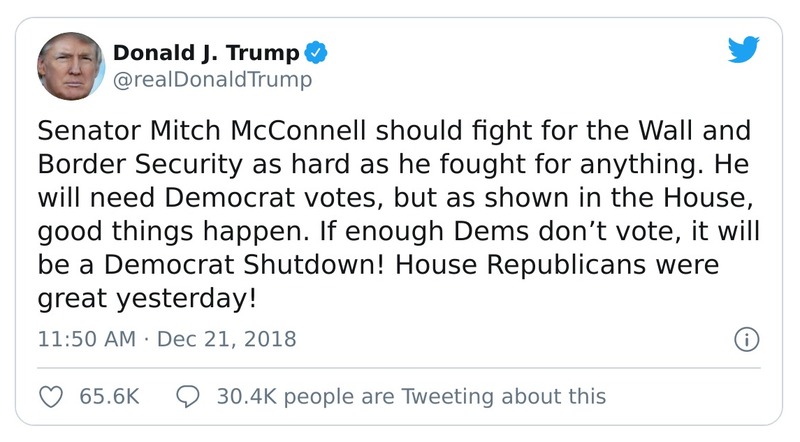 Donald J. Trump
@realDonaldTrump
Senator Mitch McConnell should fight for the Wall and
Border Security as hard as he fought for anything. He
will need Democrat votes, but as shown in the House,
good things happen. If enough Dems don’t vote, it will
be a Democrat Shutdown! House Republicans were
great yesterday!
11:50 AM · Dec 21, 2018
65.6K 30.4K people are Tweeting about this